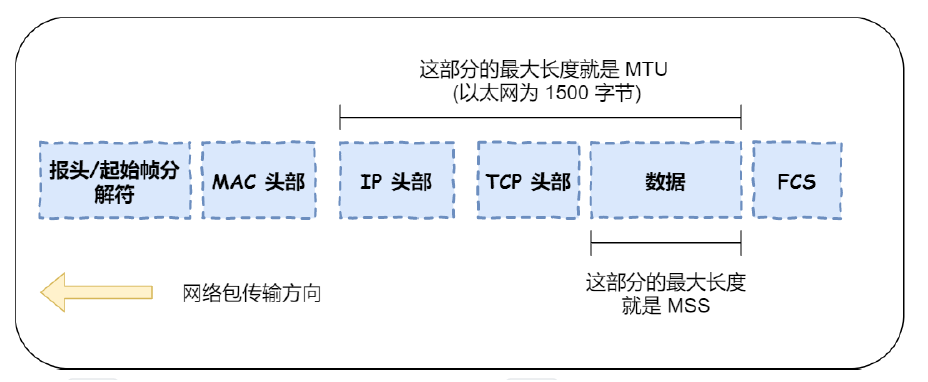 这部分的最大长度就是 MTU
(以太网为 1500 字节)
报头/起始帧分
解符
MAC 头部
IP 头部
TCP 头部
数据
FCS
网络包传输方向
这部分的最大长度
就是 MSS